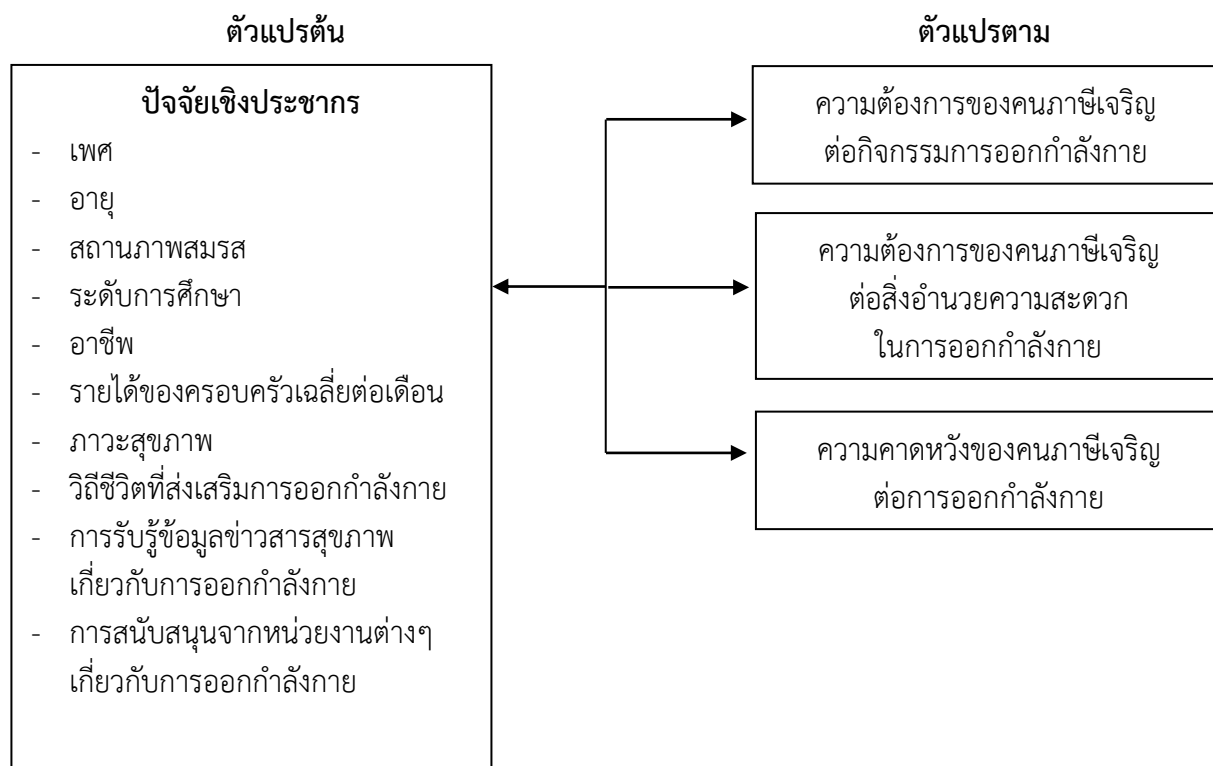 ตัวแปรต้น
ปัจจัยเชิงประชากร
- เพศ
- อายุ
- สถานภาพสมรส
- ระดับการศึกษา
- อาชีพ
- รายได้ของครอบครัวเฉลี่ยต่อเดือน
- ภาวะสุขภาพ
- วิถีชีวิตที่ส่งเสริมการออกกำลังกาย
- การรับรู้ข้อมูลข่าวสารสุขภาพ
เกี่ยวกับการออกกำลังกาย
- การสนับสนุนจากหน่วยงานต่างๆ
เกี่ยวกับการออกกำลังกาย
ตัวแปรตาม
ความต้องการของคนภาษีเจริญ
ต่อกิจกรรมการออกกำลังกาย
ความต้องการของคนภาษีเจริญ
ต่อสิ่งอำนวยความสะดวก
ในการออกกำลังกาย
ความคาดหวังของคนภาษีเจริญ
ต่อการออกกำลังกาย